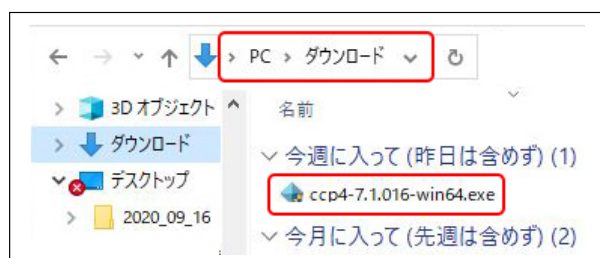 PC > ダウンロード
3D オブジェクト
名前
ダウンロード
今週に入って (昨日は含めず) (1)
デスクトップ
ccp4-7.1.016-win64.exe
2020_09_16
今月に入って (先週は含めず) (2)